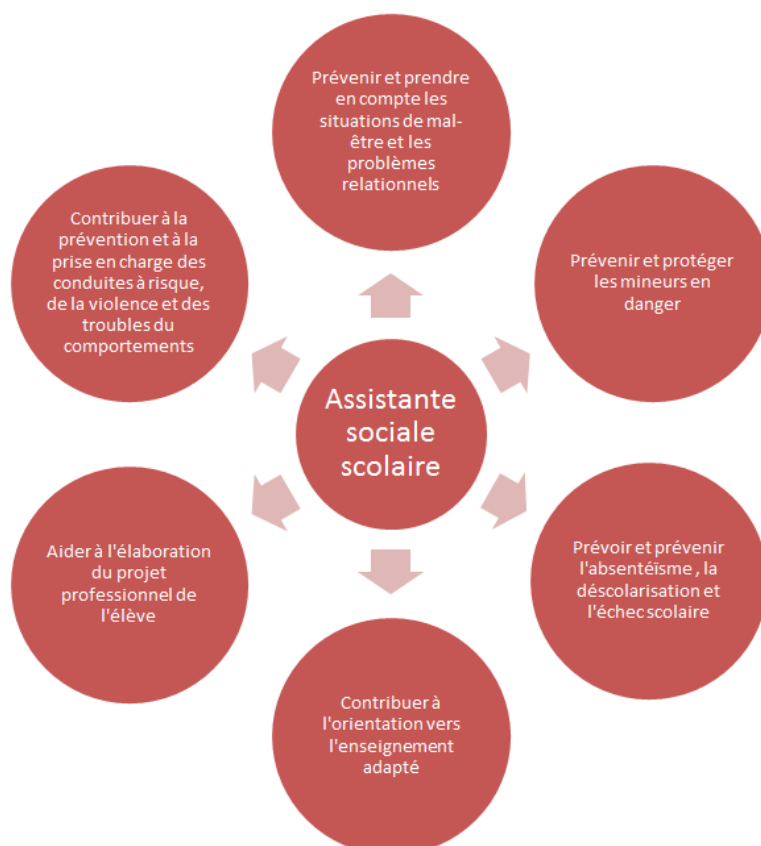 Prévenir et prendre
en compte les
situations de mal-
être et les
problèmes
relationnels
Prévenir et protéger
les mineurs en
danger
Prévoir et prévenir
l'absentéïsme , la
déscolarisation et
l'échec scolaire
Contribuer à
l'orientation vers
l'enseignement
adapté
Aider à l'élaboration
du projet
professionnel de
l'élève
Contribuer à la
prévention et à la
prise en charge des
conduites à risque,
de la violence et des
troubles du
comportements
Assistante
sociale
scolaire